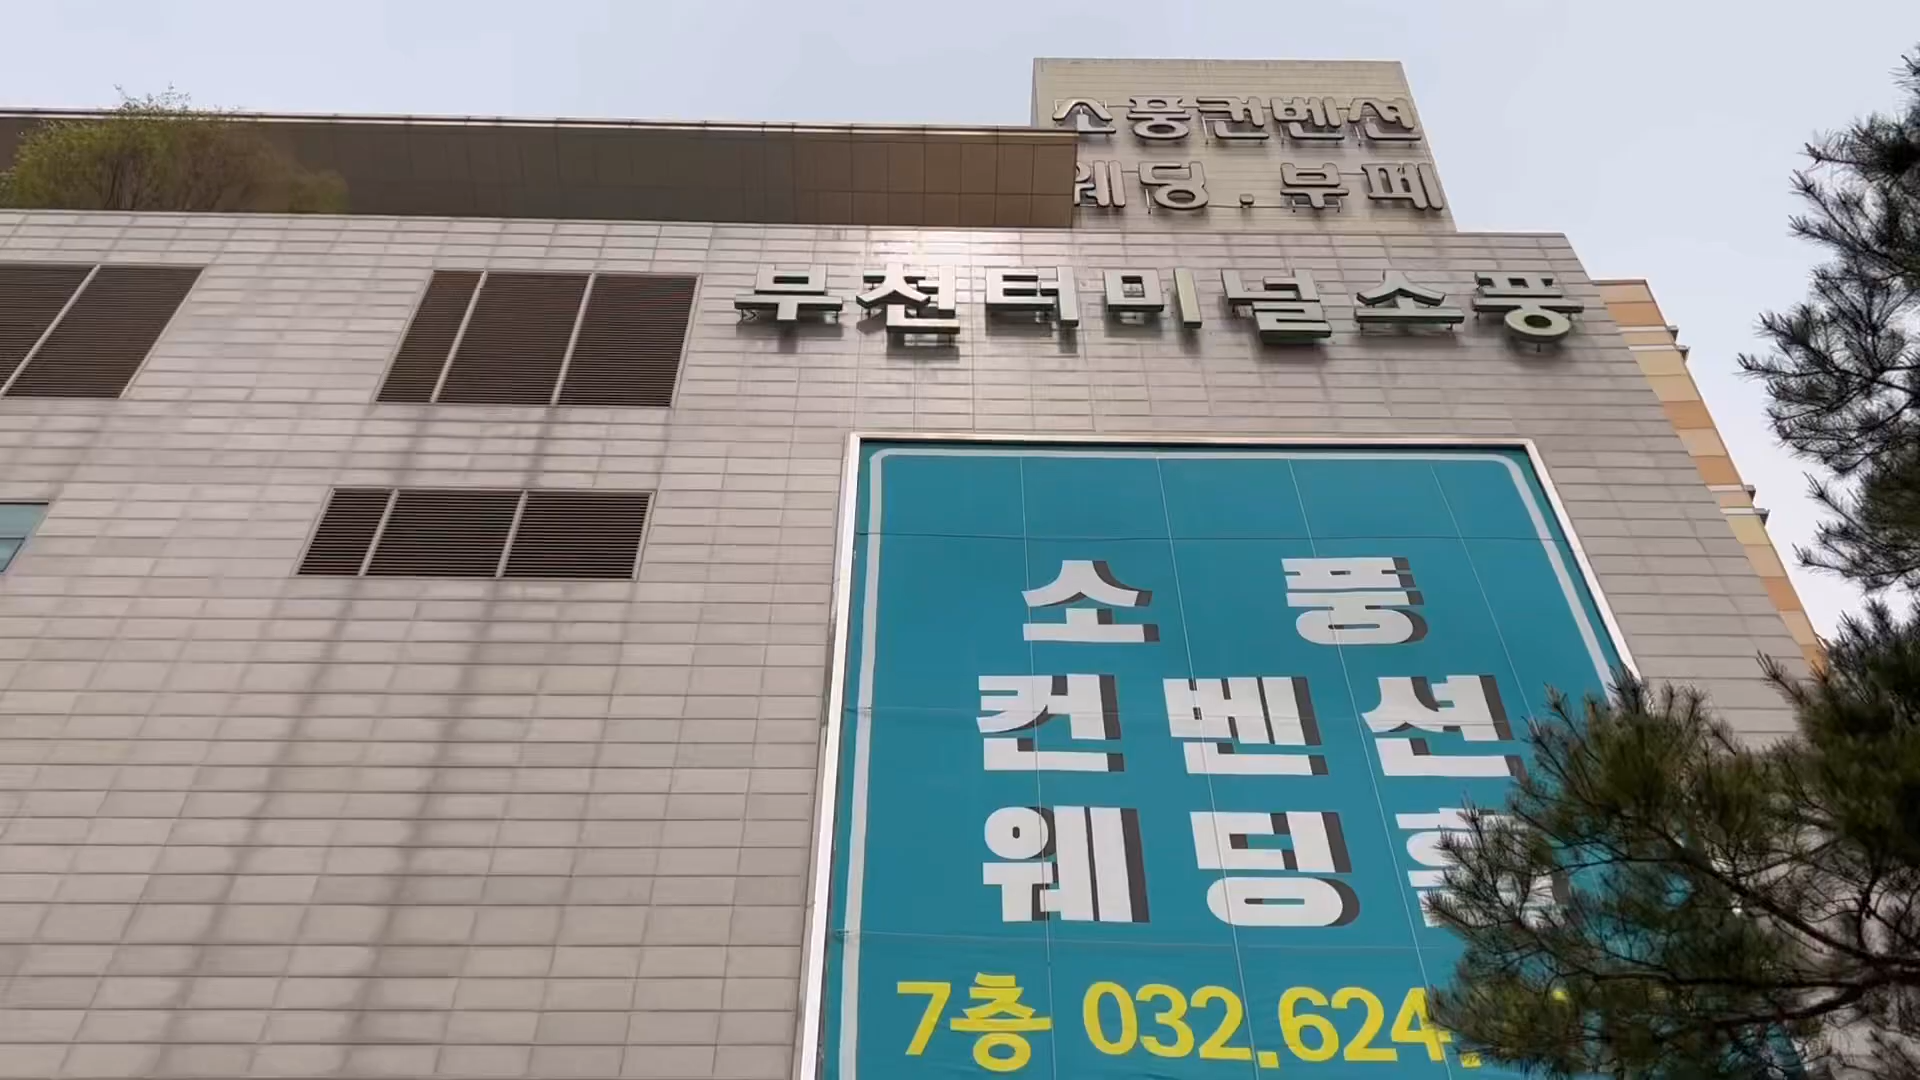 소풍컨벤션
웨딩.부페
부천터미널소풍
소풍
컨벤션
웨딩홀
7층 032.624.